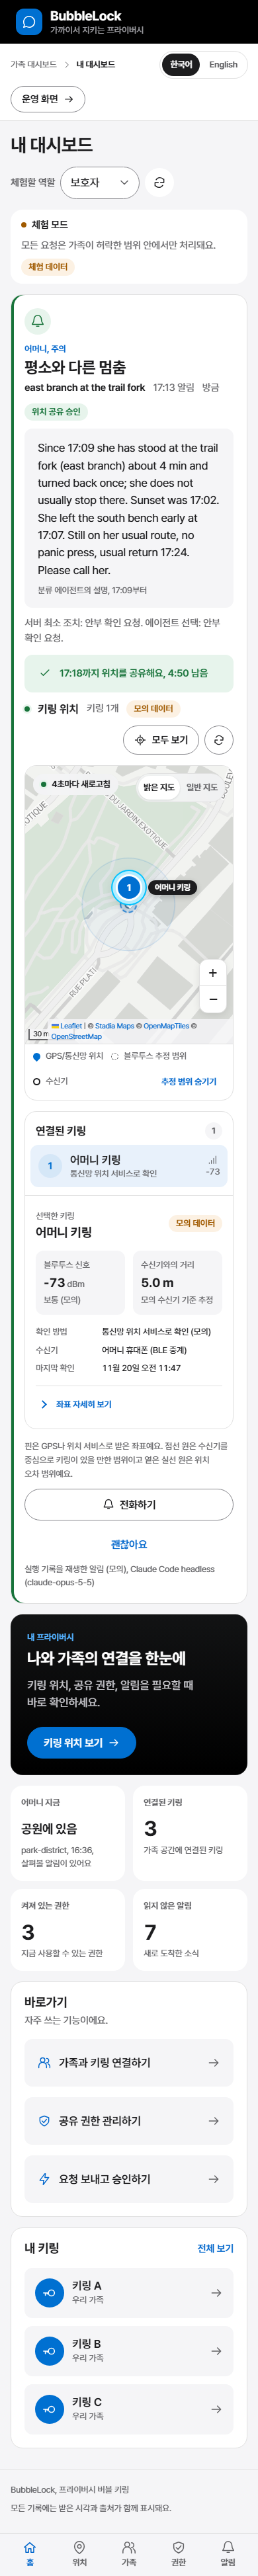 BubbleLock
가까이서 지키는 프라이버시
가족 대시보드 > 내 대시보드
한국어 English
운영 화면 →
내 대시보드
체험할 역할 보호자
체험 모드
모든 요청은 가족이 허락한 범위 안에서만 처리돼요.
체험 데이터
어머니, 주의
평소와 다른 멈춤
east branch at the trail fork 17:13 알림 방금
위치 공유 승인
Since 17:09 she has stood at the trail
fork (east branch) about 4 min and
turned back once; she does not
usually stop there. Sunset was 17:02.
She left the south bench early at
17:07. Still on her usual route, no
panic press, usual return 17:24.
Please call her.
분류 에이전트의 설명, 17:09부터
서버 최소 조치: 안부 확인 요청. 에이전트 선택: 안부
확인 요청.
17:18까지 위치를 공유해요, 4:50 남음
키링 위치 키링 1개 모의 데이터
모두 보기
4초마다 새로고침
밝은 지도 일반 지도
BOULEV
DU JARDIN EXOTIQUE
EXOTIQUE
1
어머니 키링
RUE PLATI
+
−
30 m
Leaflet | © Stadia Maps © OpenMapTiles ©
OpenStreetMap
GPS/통신망 위치 블루투스 추정 범위
수신기 추정 범위 숨기기
연결된 키링 1
1 어머니 키링
통신망 위치 서비스로 확인
-73
선택한 키링
어머니 키링
모의 데이터
블루투스 신호
-73 dBm
보통 (모의)
수신기와의 거리
5.0 m
모의 수신기 기준 추정
확인 방법 통신망 위치 서비스로 확인 (모의)
수신기 어머니 휴대폰 (BLE 중계)
마지막 확인 11월 20일 오전 11:47
좌표 자세히 보기
핀은 GPS나 위치 서비스로 받은 좌표예요. 점선 원은 수신기를
중심으로 키링이 있을 만한 범위이고 옅은 실선 원은 위치
오차 범위예요.
전화하기
괜찮아요
실행 기록을 재생한 알림 (모의), Claude Code headless
(claude-opus-5-5)
내 프라이버시
나와 가족의 연결을 한눈에
키링 위치, 공유 권한, 알림을 필요할 때
바로 확인하세요.
키링 위치 보기 →
어머니 지금
공원에 있음
park-district, 16:36,
살펴볼 알림이 있어요
연결된 키링
3
가족 공간에 연결된 키링
켜져 있는 권한
3
지금 사용할 수 있는 권한
읽지 않은 알림
7
새로 도착한 소식
바로가기
자주 쓰는 기능이에요.
가족과 키링 연결하기 →
공유 권한 관리하기 →
요청 보내고 승인하기 →
내 키링 전체 보기
키링 A
우리 가족
키링 B
우리 가족
키링 C
우리 가족
BubbleLock, 프라이버시 버블 키링
모든 기록에는 받은 시각과 출처가 함께 표시돼요.
홈 위치 가족 권한 알림